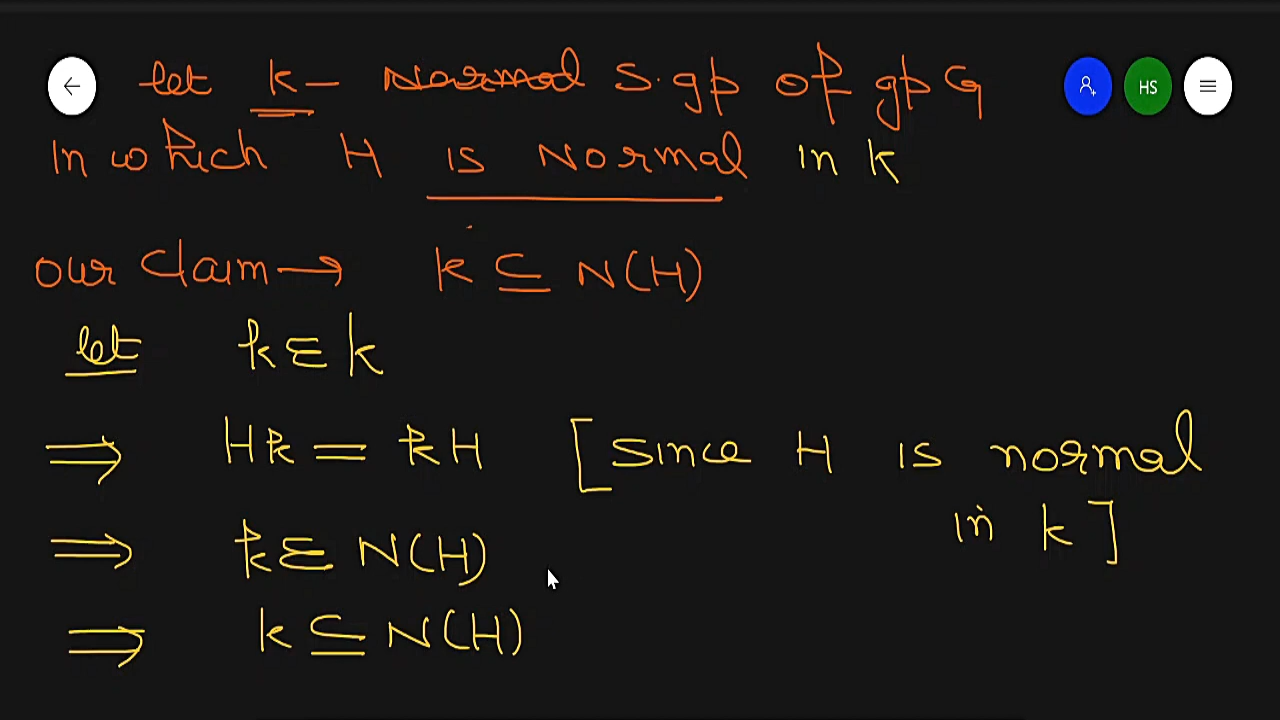 let k - Normal S.gp of gp G
HS
in which H is Normal in k
our Claim → k ⊆ N(H)
let k ∈ k
⇒ Hk = kH [since H is normal
in k]
⇒ k ∈ N(H)
⇒ k ⊆ N(H)